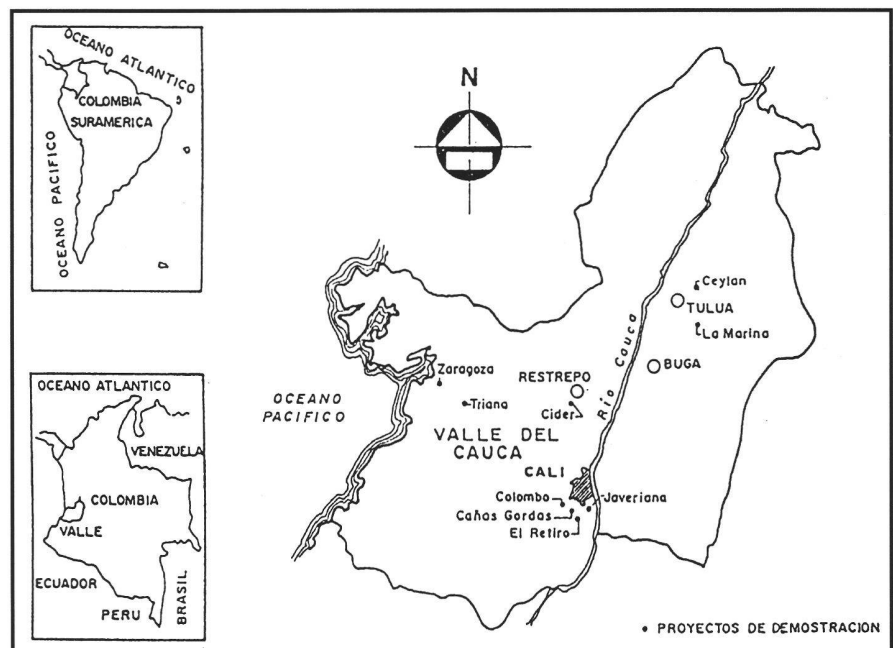 OCEANO ATLANTICO
COLOMBIA
SURAMERICA
OCEANO PACIFICO
OCEANO ATLANTICO
VENEZUELA
COLOMBIA
VALLE
ECUADOR
PERU
BRASIL
N
Ceylan
TULUA
La Marina
BUGA
Río Cauca
Zaragoza
RESTREPO
OCEANO
PACIFICO
Triana
Cider
VALLE DEL
CAUCA
CALI
Colombo
Javeriana
Cañas Gordas
El Retiro
• PROYECTOS DE DEMOSTRACION